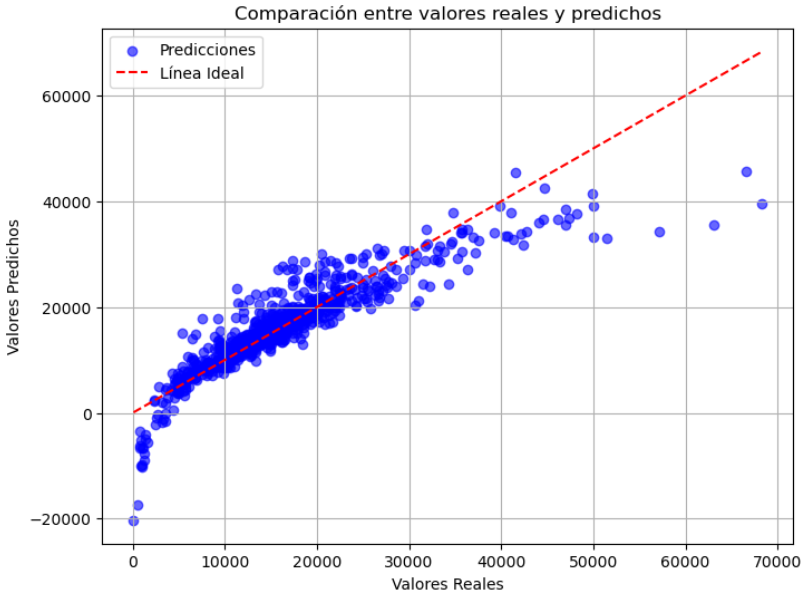 Comparación entre valores reales y predichos
Predicciones
Línea Ideal
60000
40000
20000
0
−20000
Valores Predichos
0 10000 20000 30000 40000 50000 60000 70000
Valores Reales